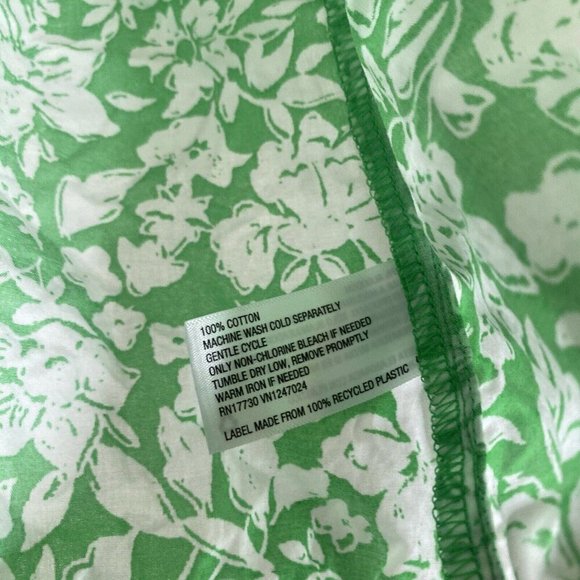 100% COTTON
MACHINE WASH COLD SEPARATELY
GENTLE CYCLE
ONLY NON-CHLORINE BLEACH IF NEEDED
TUMBLE DRY LOW, REMOVE PROMPTLY
WARM IRON IF NEEDED
RN17730 VN1247024
LABEL MADE FROM 100% RECYCLED PLASTIC